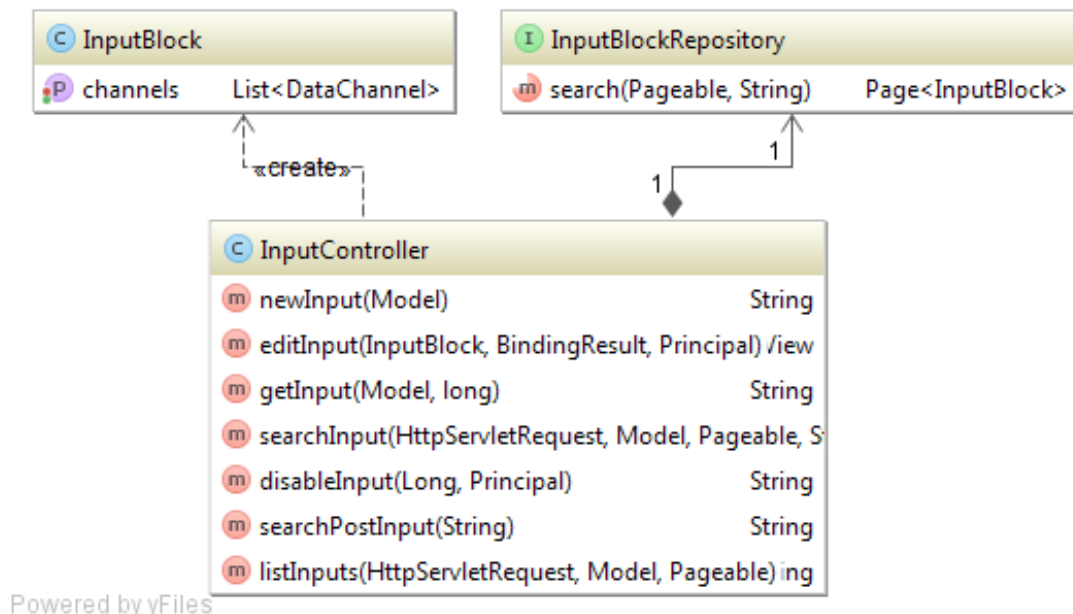 C InputBlock
P channels List<DataChannel>
I InputBlockRepository
m search(Pageable, String) Page<InputBlock>
«create»
1
1
C InputController
m newInput(Model) String
m editInput(InputBlock, BindingResult, Principal) View
m getInput(Model, long) String
m searchInput(HttpServletRequest, Model, Pageable, S
m disableInput(Long, Principal) String
m searchPostInput(String) String
m listInputs(HttpServletRequest, Model, Pageable) ing
Powered by yFiles